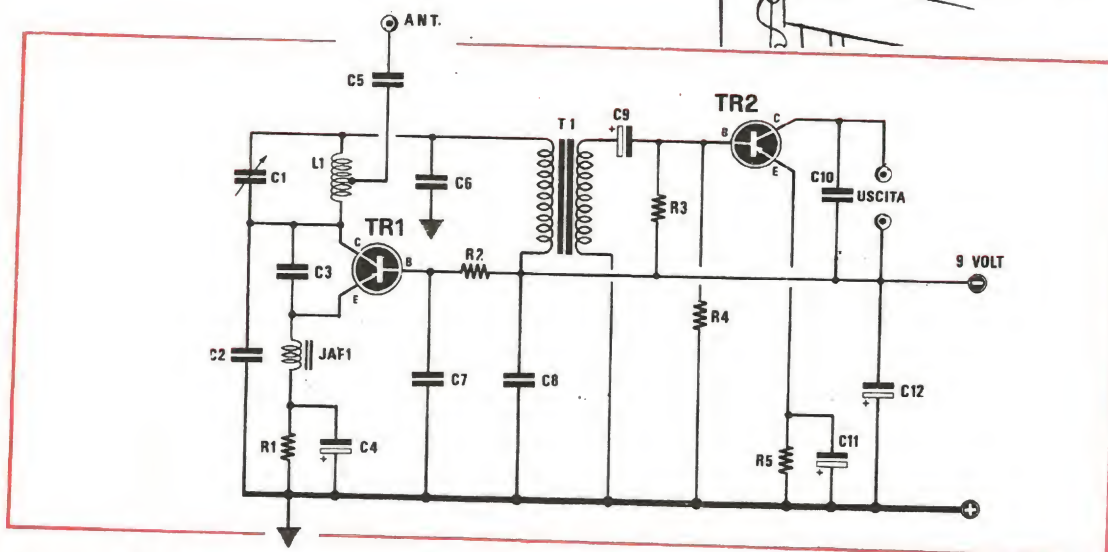 ANT.
C5
C9
T1
TR2
B
C
E
L1
C1
C6
R3
C10
USCITA
TR1
C
B
E
R2
C3
9 VOLT
R4
C2
JAF1
C7
C8
C12
R1
C4
+
R5
C11
+
+
+
+
-